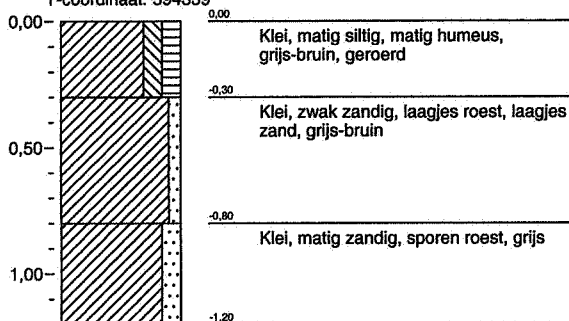 Y-coördinaat: 594339
0,00
0,00
Klei, matig siltig, matig humeus,
grijs-bruin, geroerd
-0,30
Klei, zwak zandig, laagjes roest, laagjes
zand, grijs-bruin
0,50
-0,80
Klei, matig zandig, sporen roest, grijs
1,00
-1,20